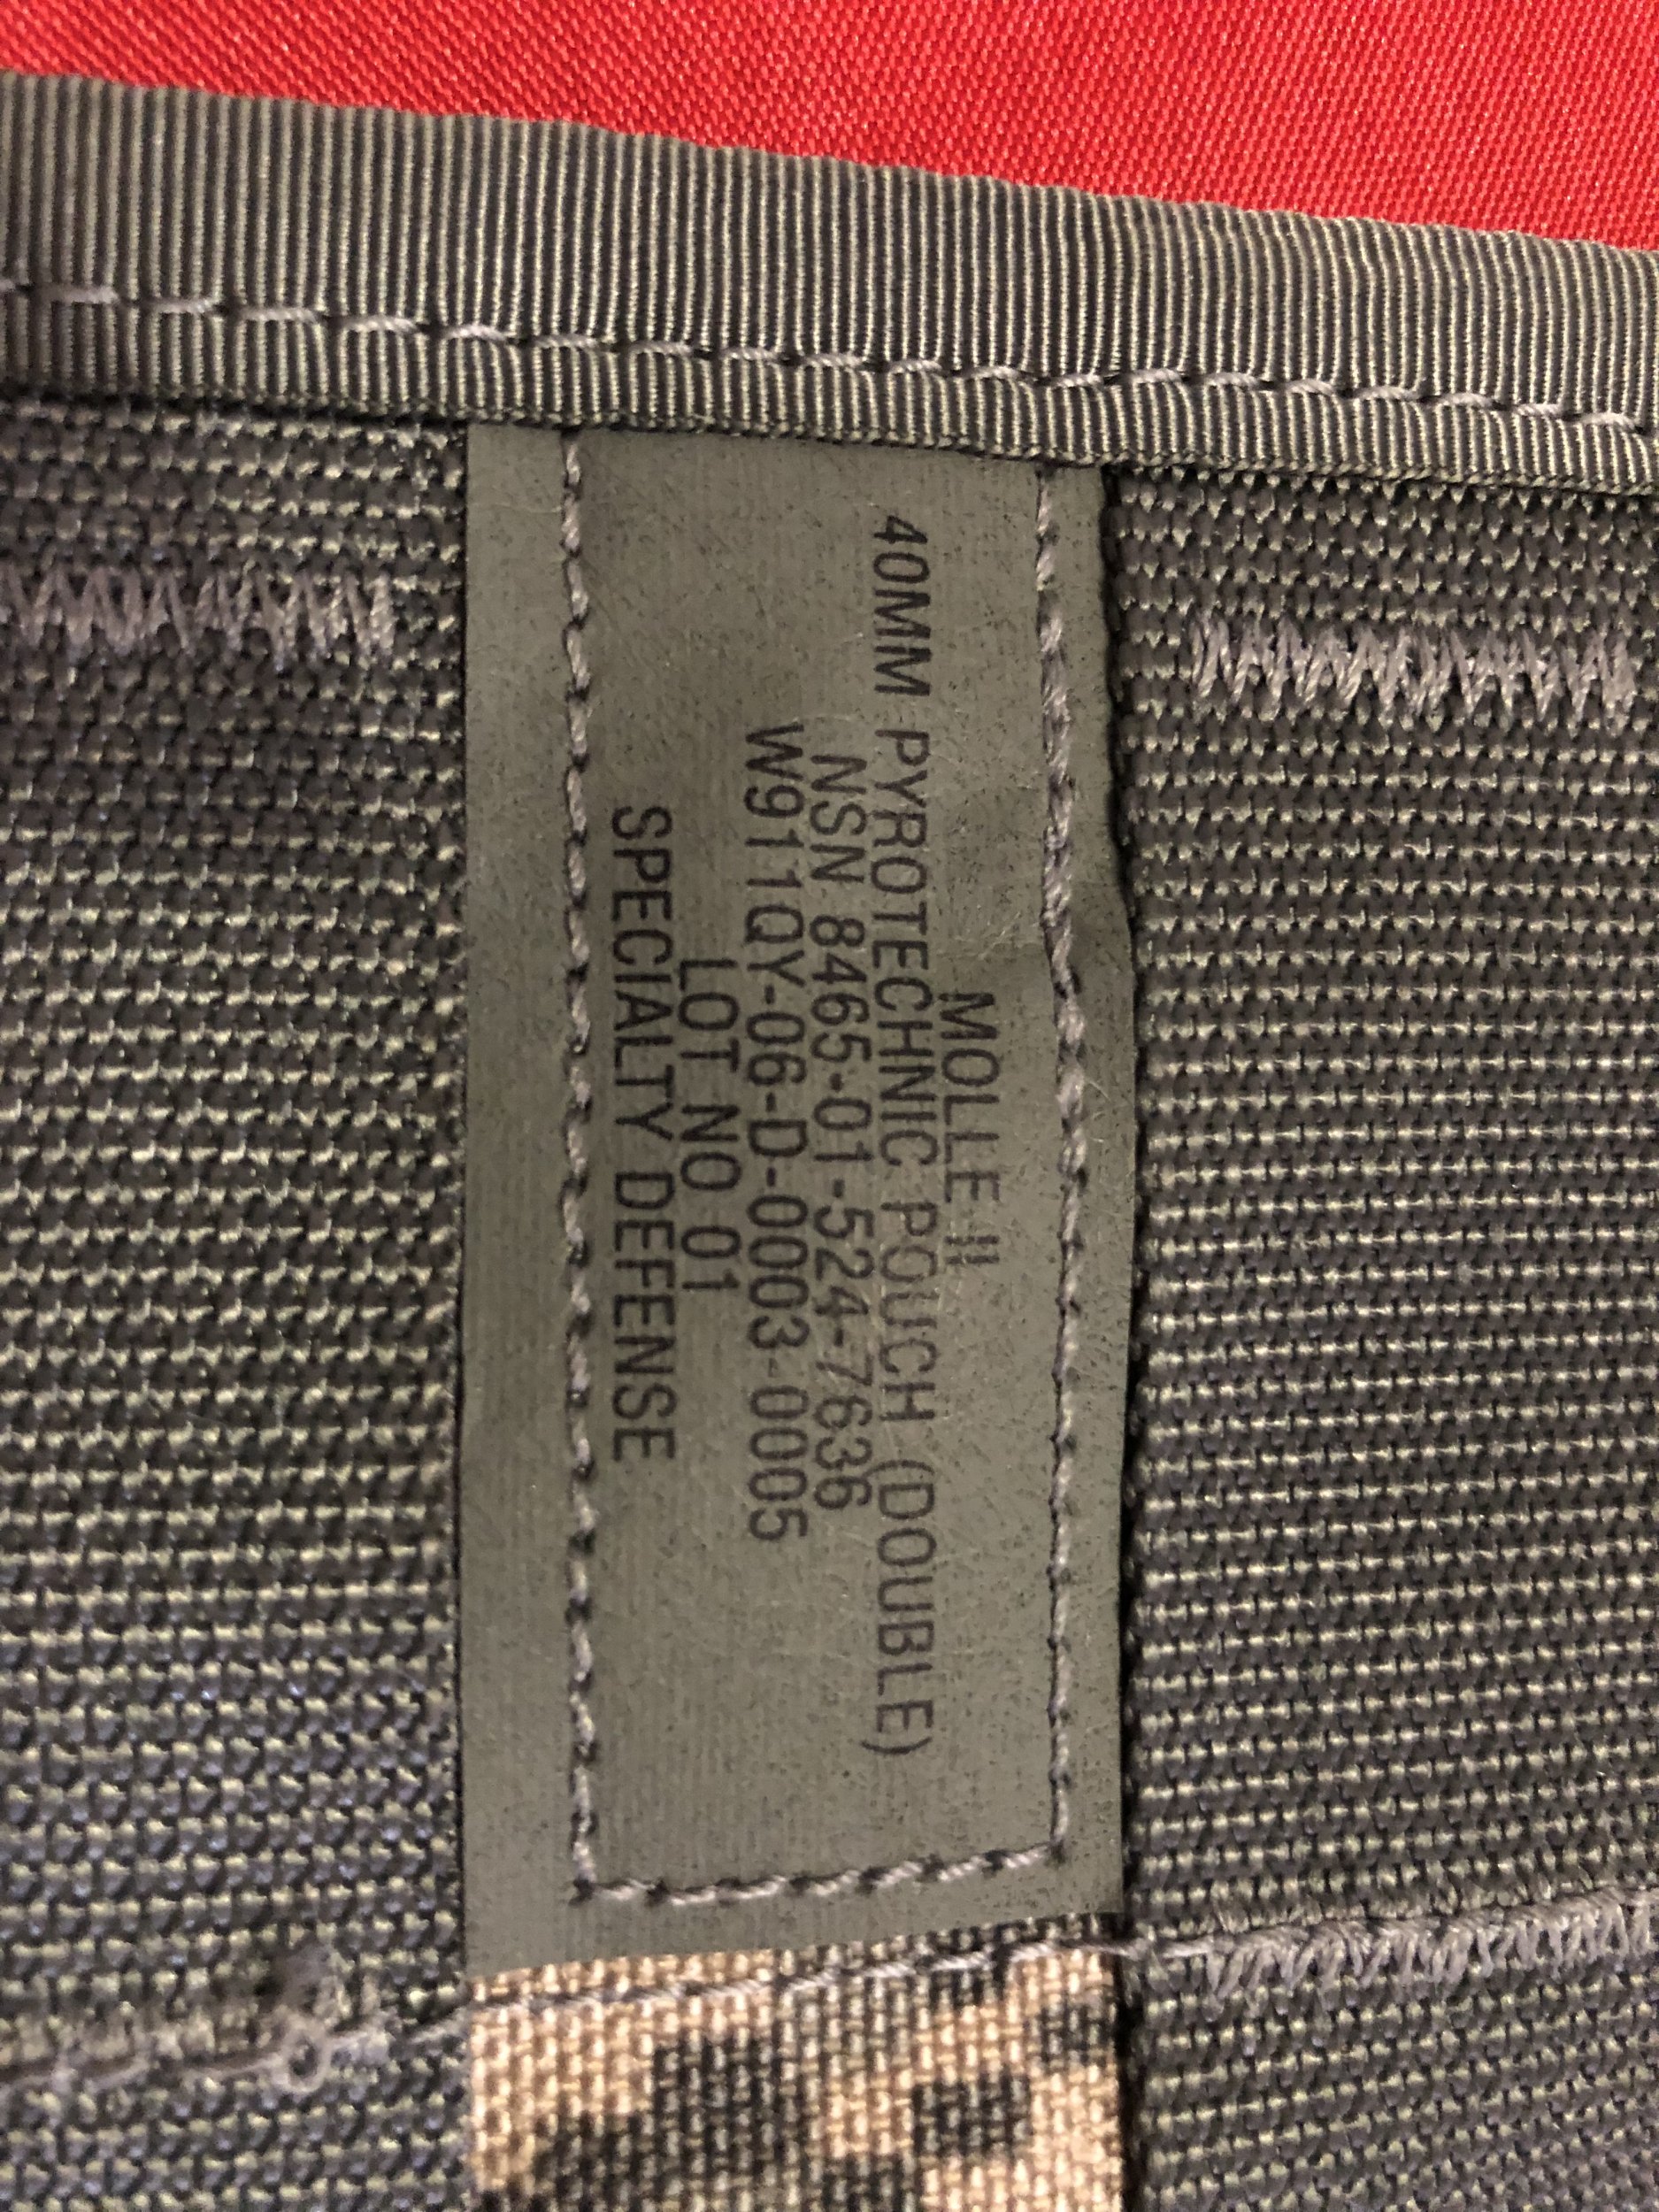 MOLLE II
40MM PYROTECHNIC POUCH (DOUBLE)
NSN 8465-01-524-7636
W911QY-06-D-0003-0005
LOT NO 01
SPECIALTY DEFENSE